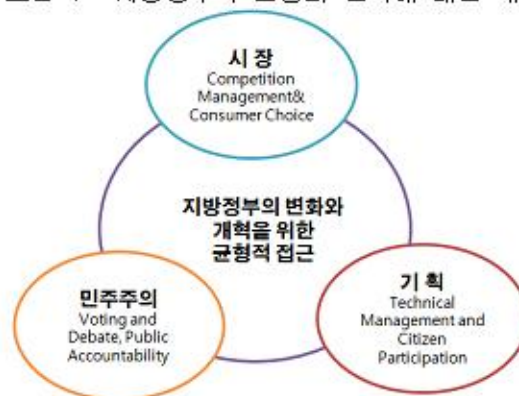 시 장
Competition
Management&
Consumer Choice
지방정부의 변화와
개혁을 위한
균형적 접근
민주주의
Voting and
Debate, Public
Accountability
기 획
Technical
Management and
Citizen
Participation